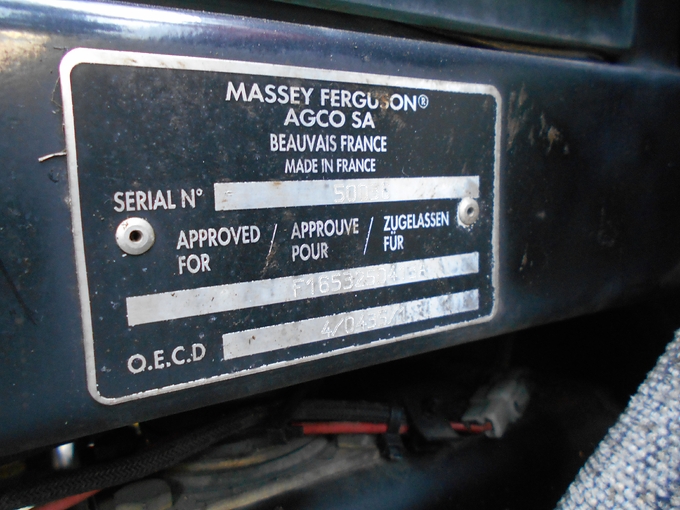 MASSEY FERGUSON®
AGCO SA
BEAUVAIS FRANCE
MADE IN FRANCE
SERIAL N°
APPROVED / APPROUVE / ZUGELASSEN
FOR POUR FÜR
O.E.C.D